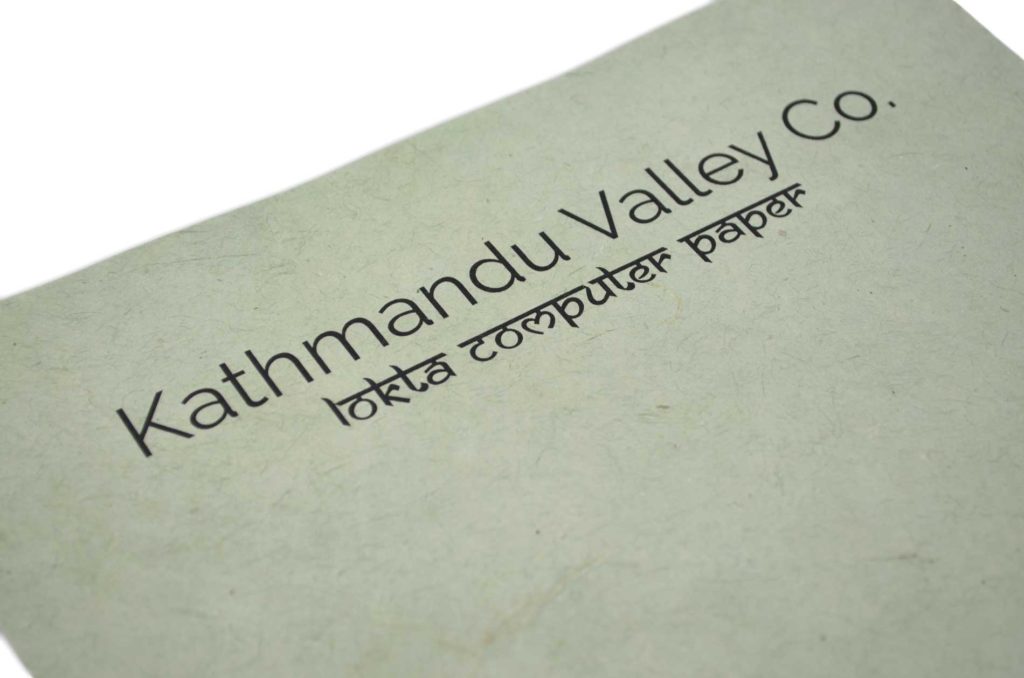 Kathmandu Valley Co.
lokta computer paper